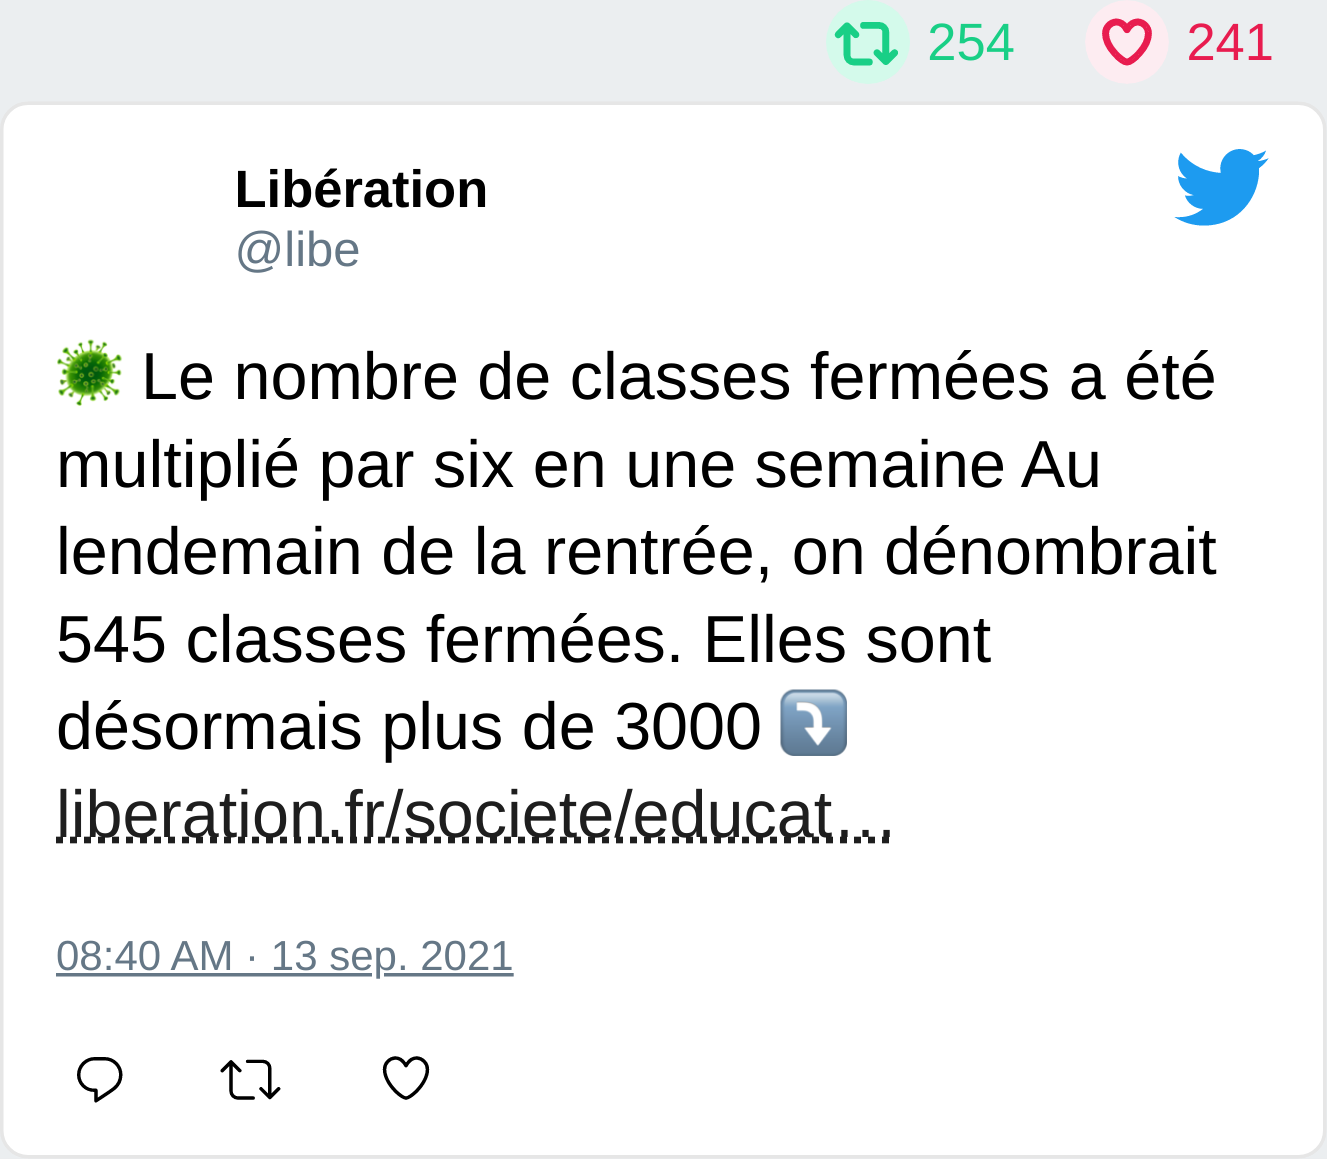 254 241
Libération
@libe
🦠 Le nombre de classes fermées a été
multiplié par six en une semaine Au
lendemain de la rentrée, on dénombrait
545 classes fermées. Elles sont
désormais plus de 3000 ⤵️
liberation.fr/societe/educat…
08:40 AM · 13 sep. 2021